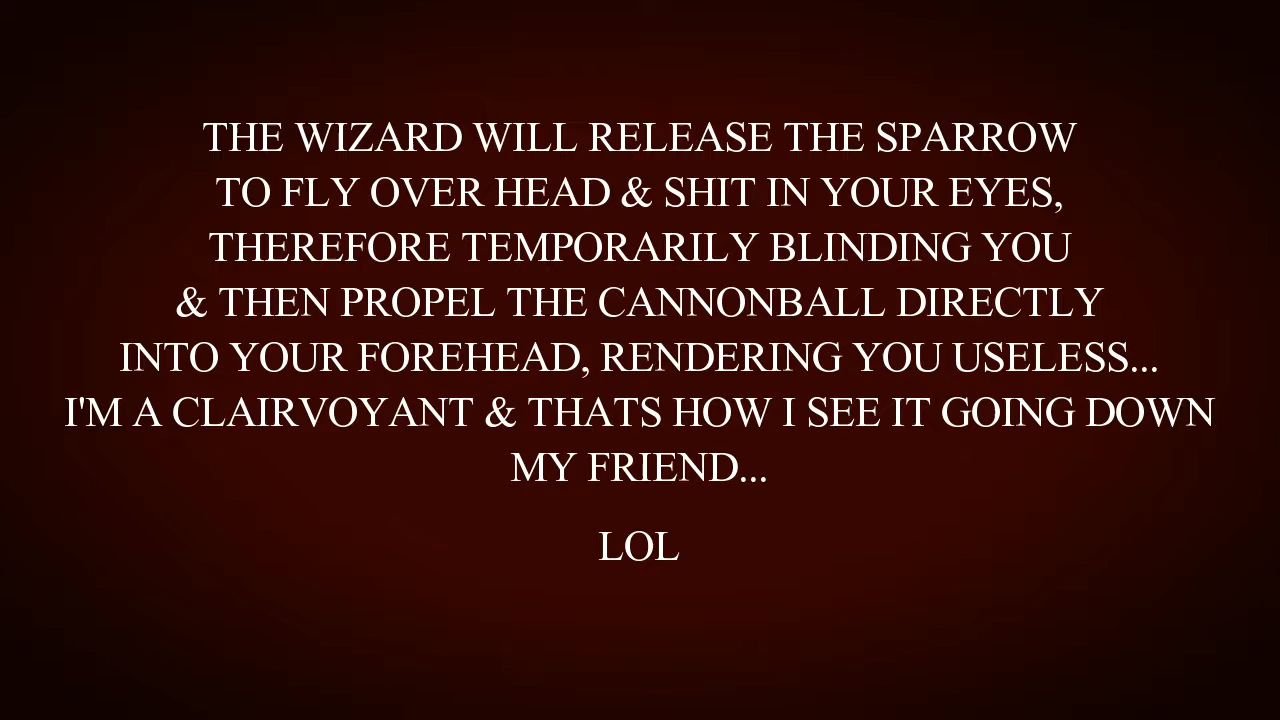 THE WIZARD WILL RELEASE THE SPARROW
TO FLY OVER HEAD & SHIT IN YOUR EYES,
THEREFORE TEMPORARILY BLINDING YOU
& THEN PROPEL THE CANNONBALL DIRECTLY
INTO YOUR FOREHEAD, RENDERING YOU USELESS...
I'M A CLAIRVOYANT & THATS HOW I SEE IT GOING DOWN
MY FRIEND...
LOL